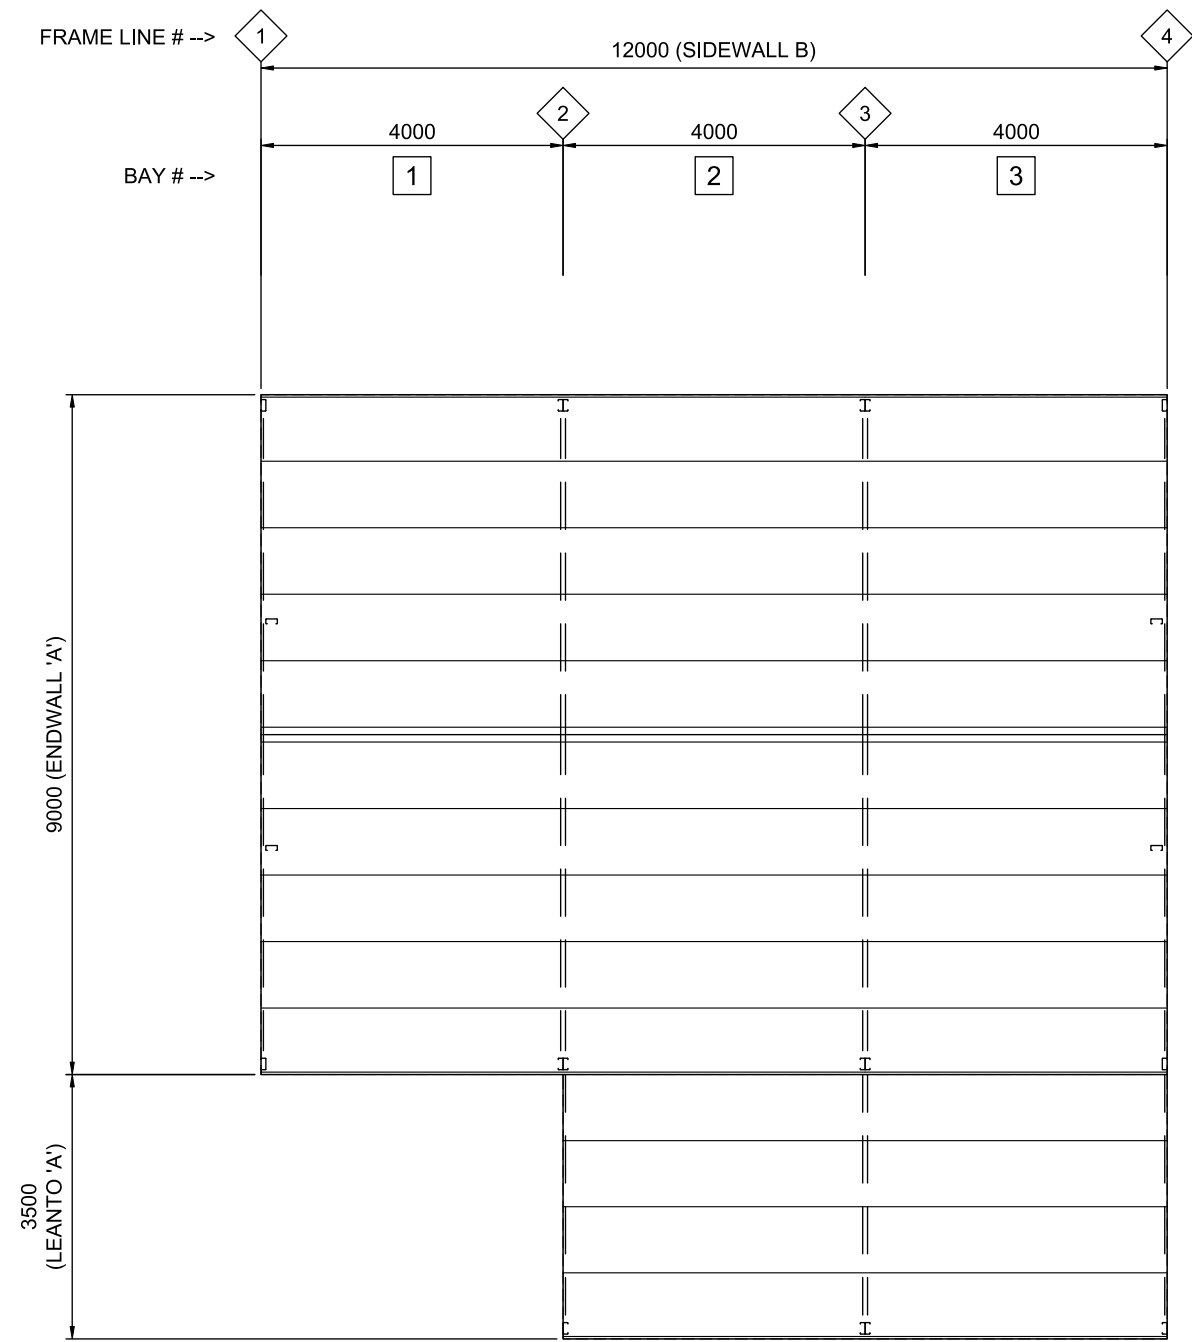 FRAME LINE # -->
1
4
12000 (SIDEWALL B)
2
3
4000
4000
4000
BAY # -->
1
2
3
9000 (ENDWALL 'A')
3500
(LEANTO 'A')